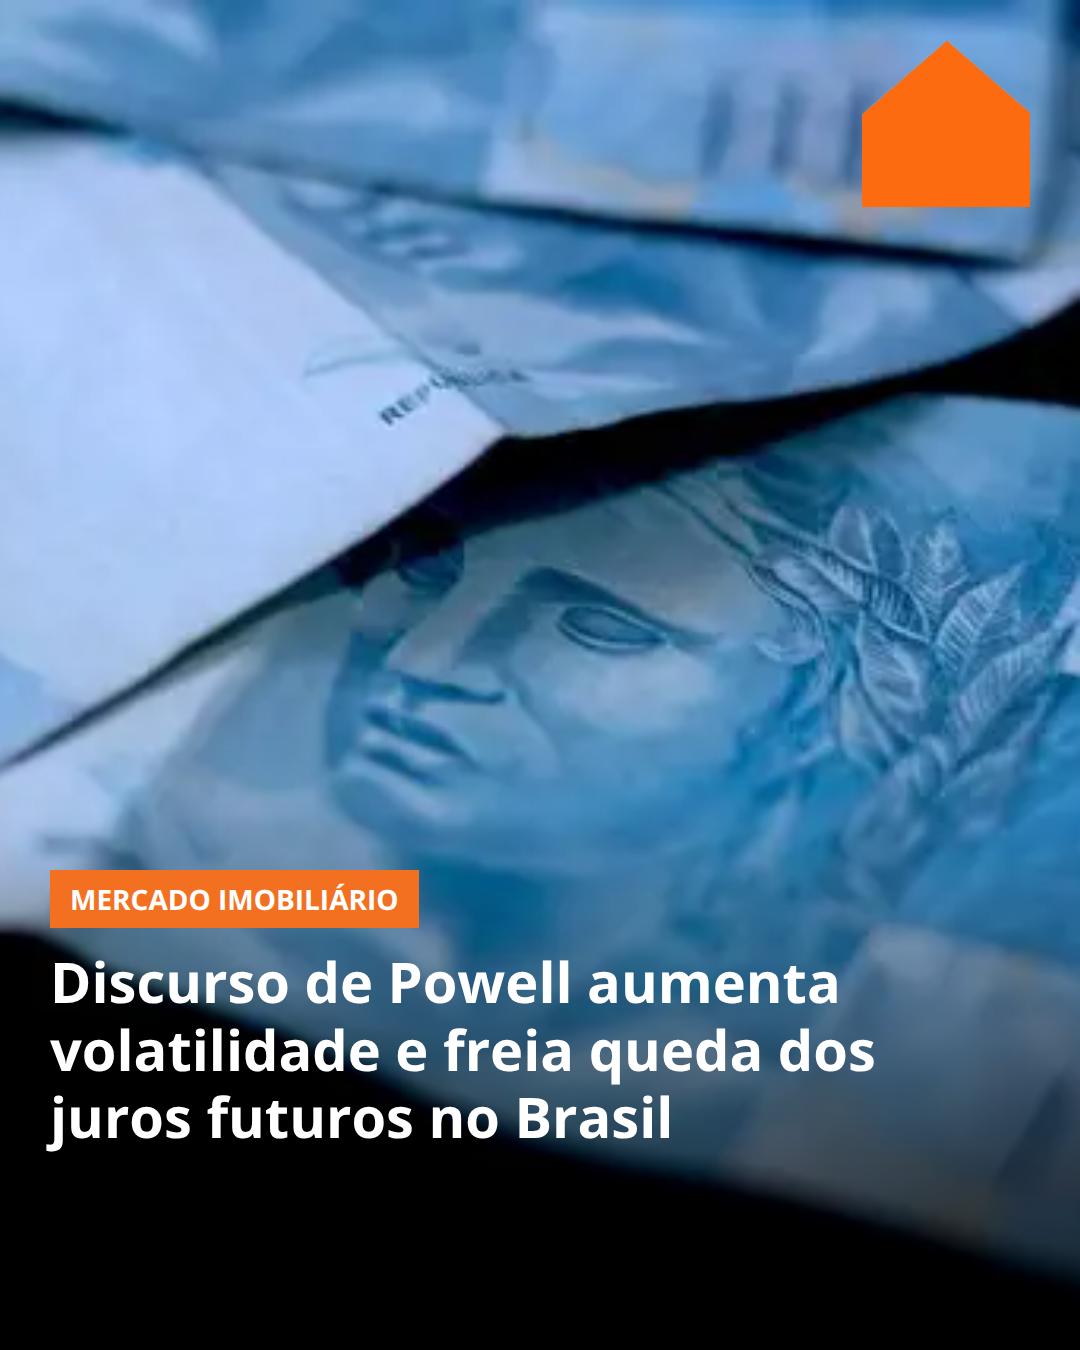 MERCADO IMOBILIÁRIO
Discurso de Powell aumenta
volatilidade e freia queda dos
juros futuros no Brasil